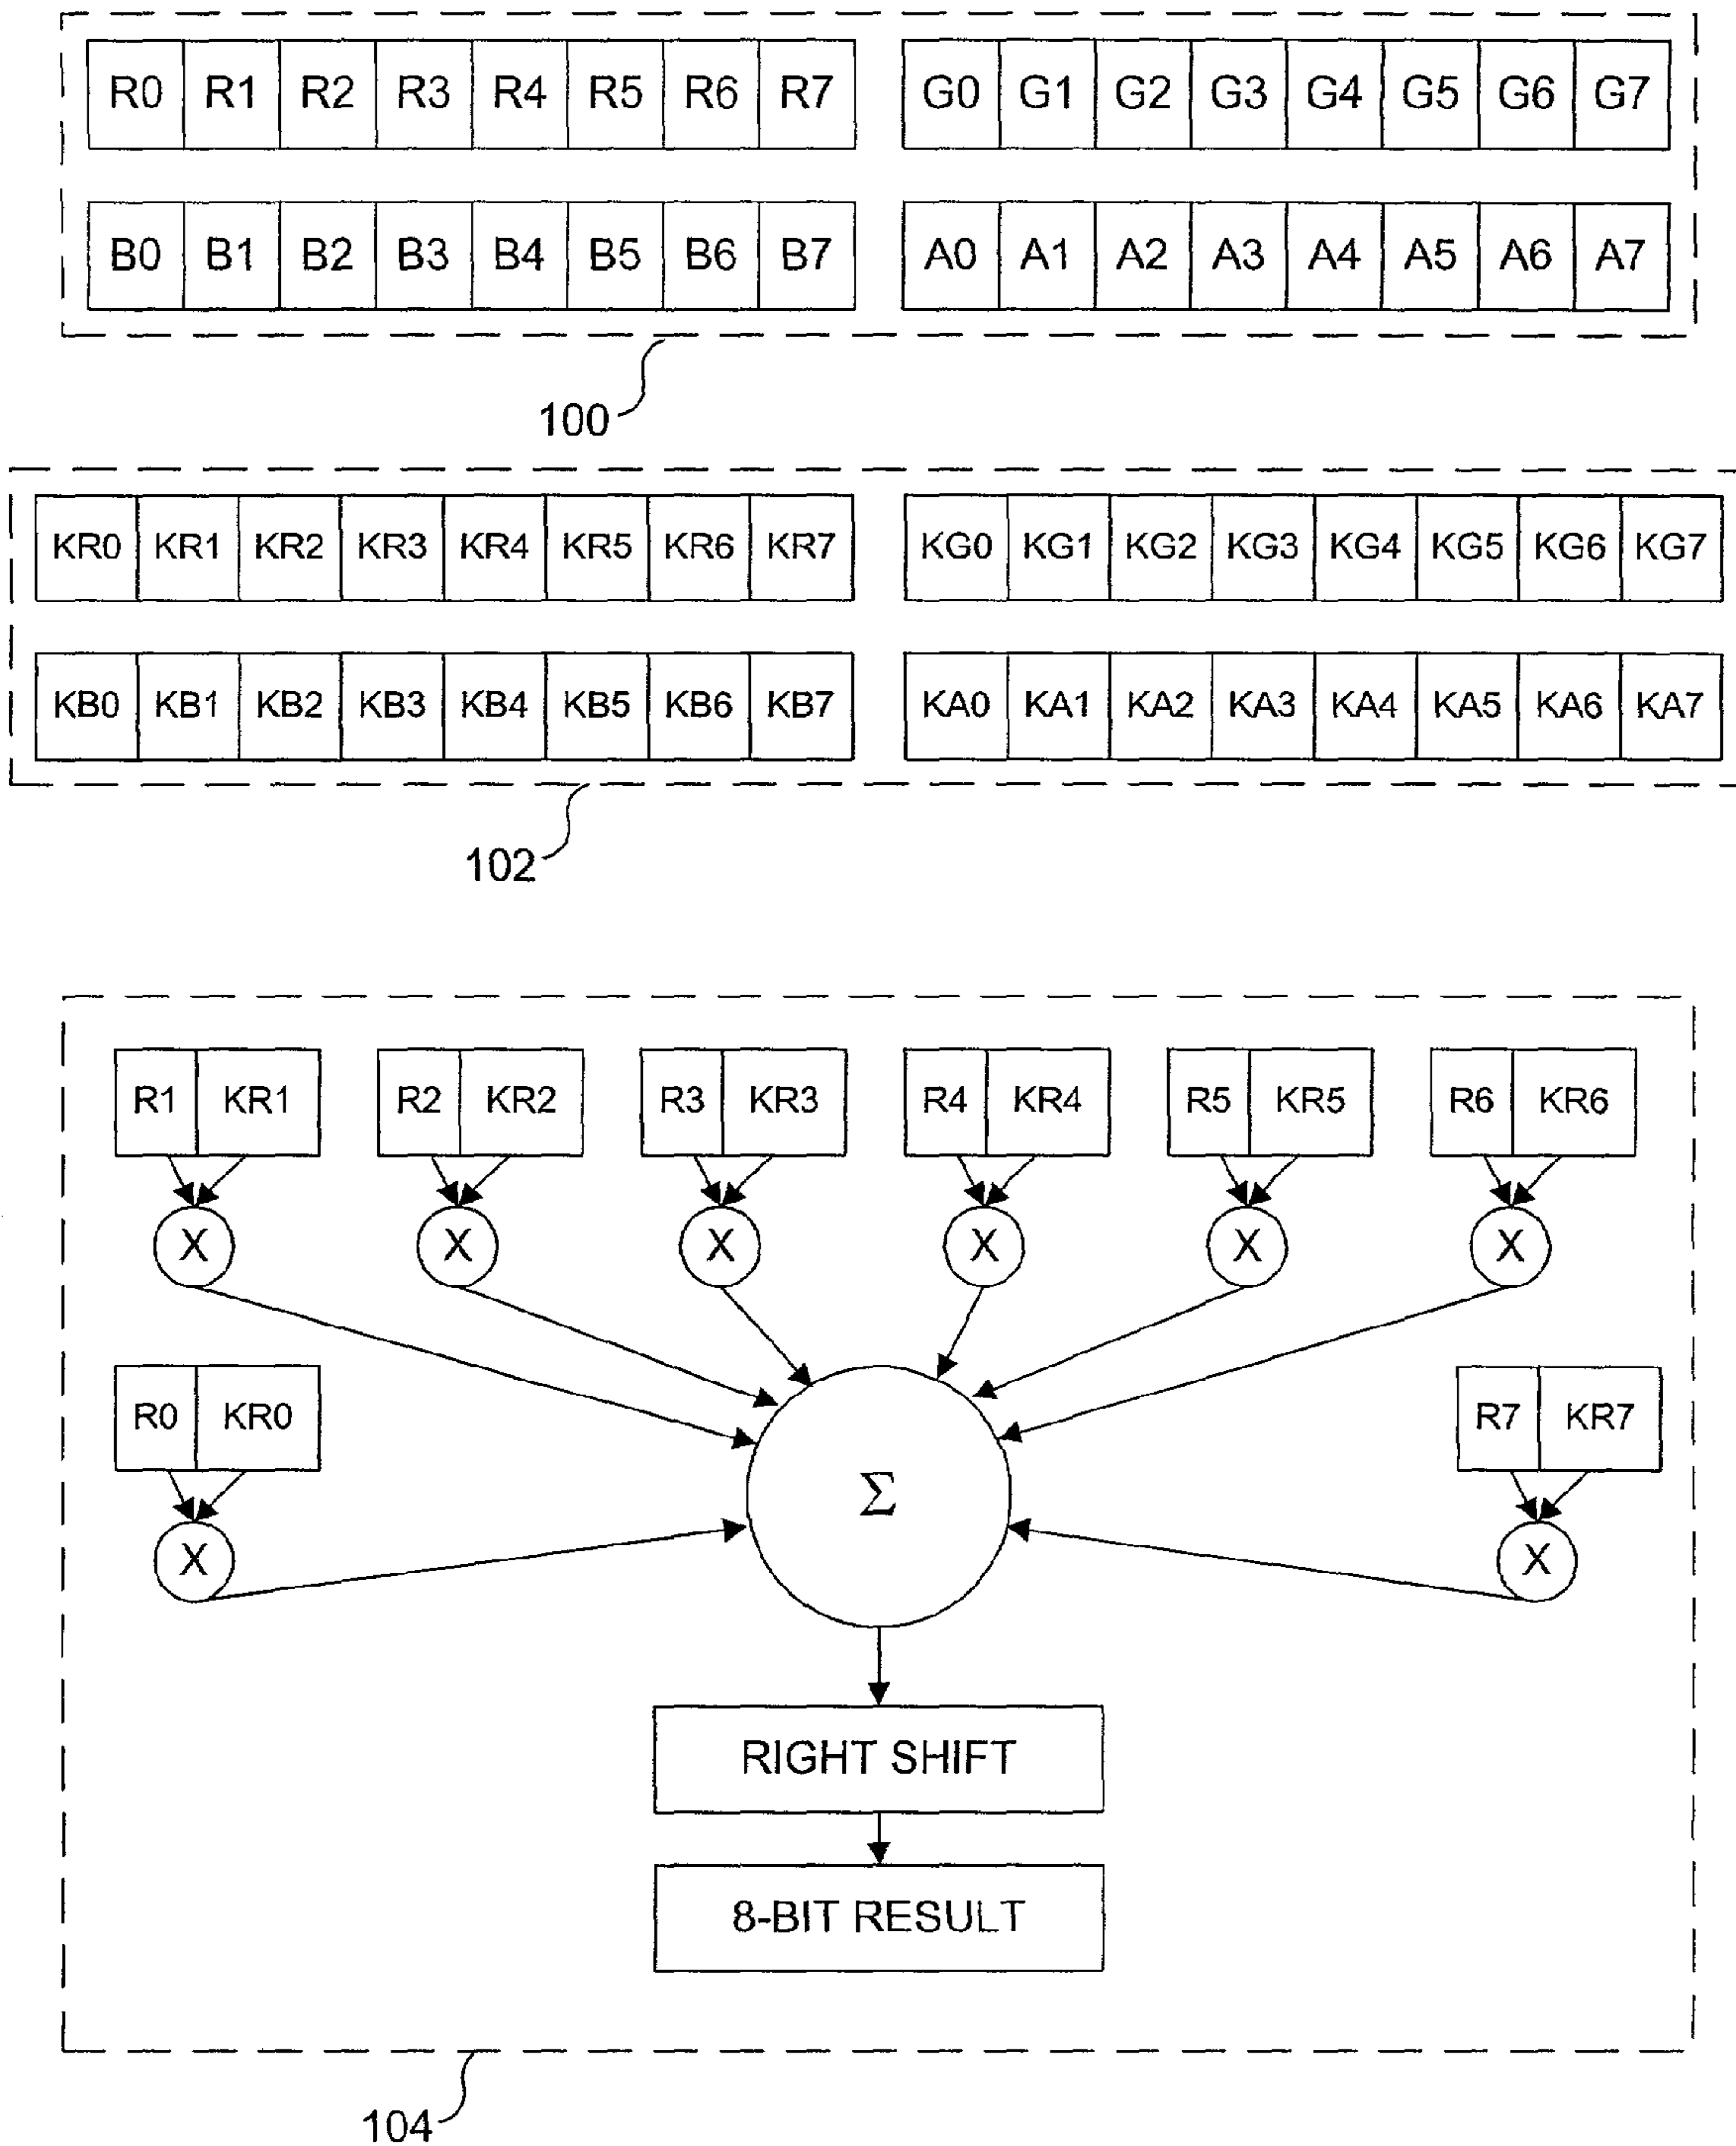 R0 R1 R2 R3 R4 R5 R6 R7 G0 G1 G2 G3 G4 G5 G6 G7
B0 B1 B2 B3 B4 B5 B6 B7 A0 A1 A2 A3 A4 A5 A6 A7
100
KR0 KR1 KR2 KR3 KR4 KR5 KR6 KR7 KG0 KG1 KG2 KG3 KG4 KG5 KG6 KG7
KB0 KB1 KB2 KB3 KB4 KB5 KB6 KB7 KA0 KA1 KA2 KA3 KA4 KA5 KA6 KA7
102
R1 KR1 R2 KR2 R3 KR3 R4 KR4 R5 KR5 R6 KR6
X X X X X X
R0 KR0 R7 KR7
Σ
X X
RIGHT SHIFT
8-BIT RESULT
104